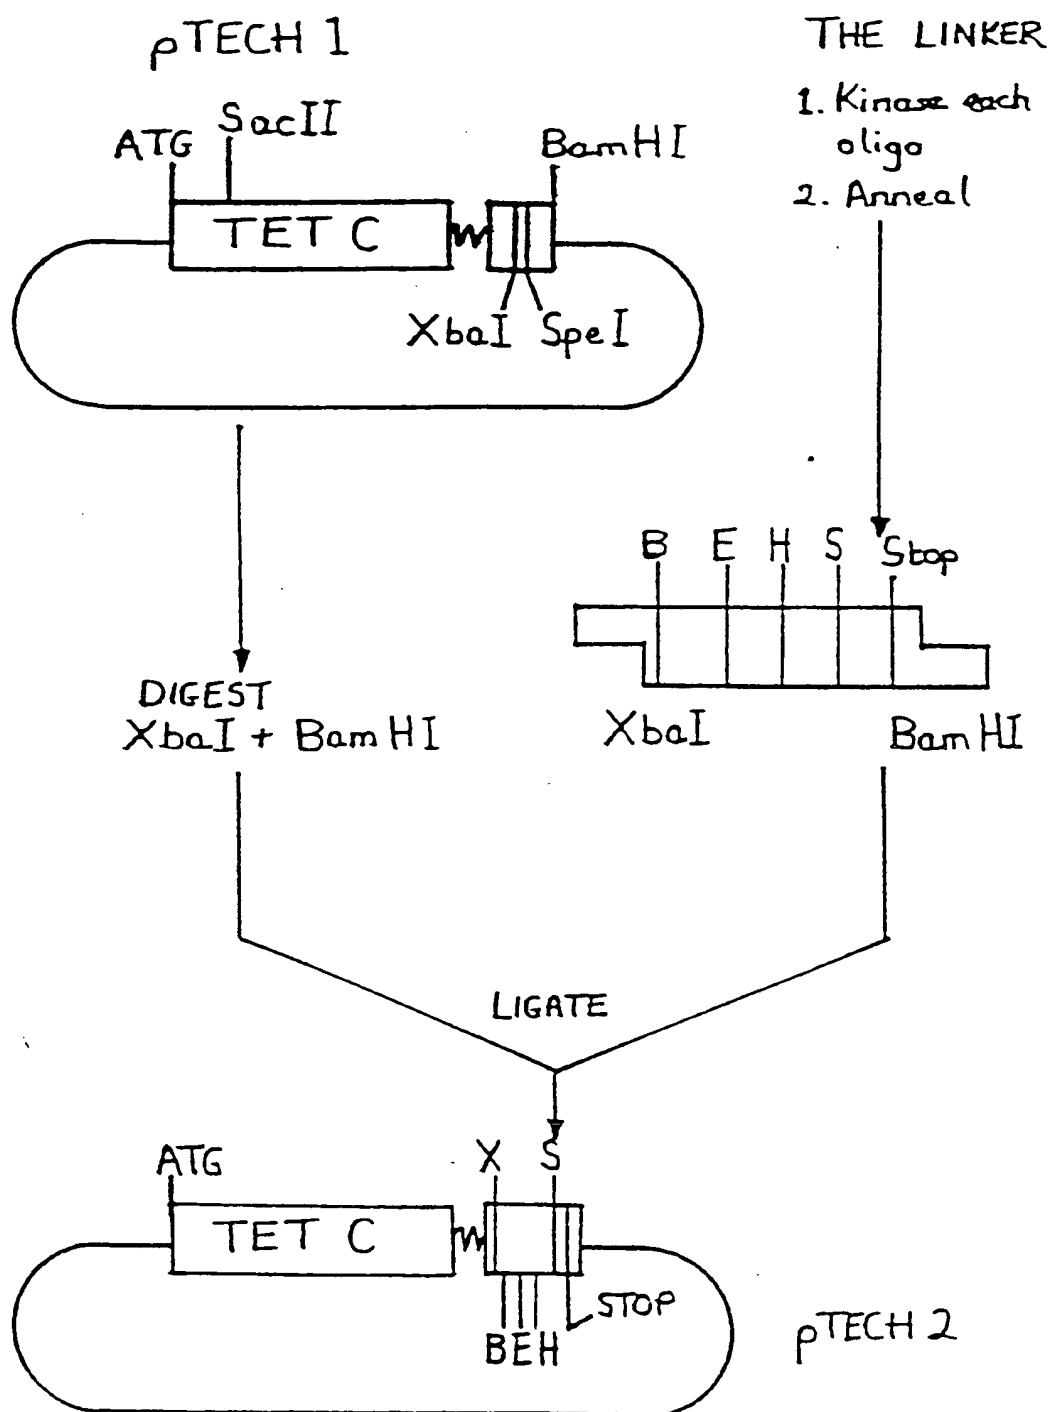 pTECH 1
THE LINKER
1. Kinase each
oligo
2. Anneal
ATG
SacII
BamHI
TET C
XbaI
SpeI
B E H S Stop
DIGEST
XbaI + BamHI
XbaI
BamHI
LIGATE
ATG
X
S
TET C
STOP
BEH
pTECH 2